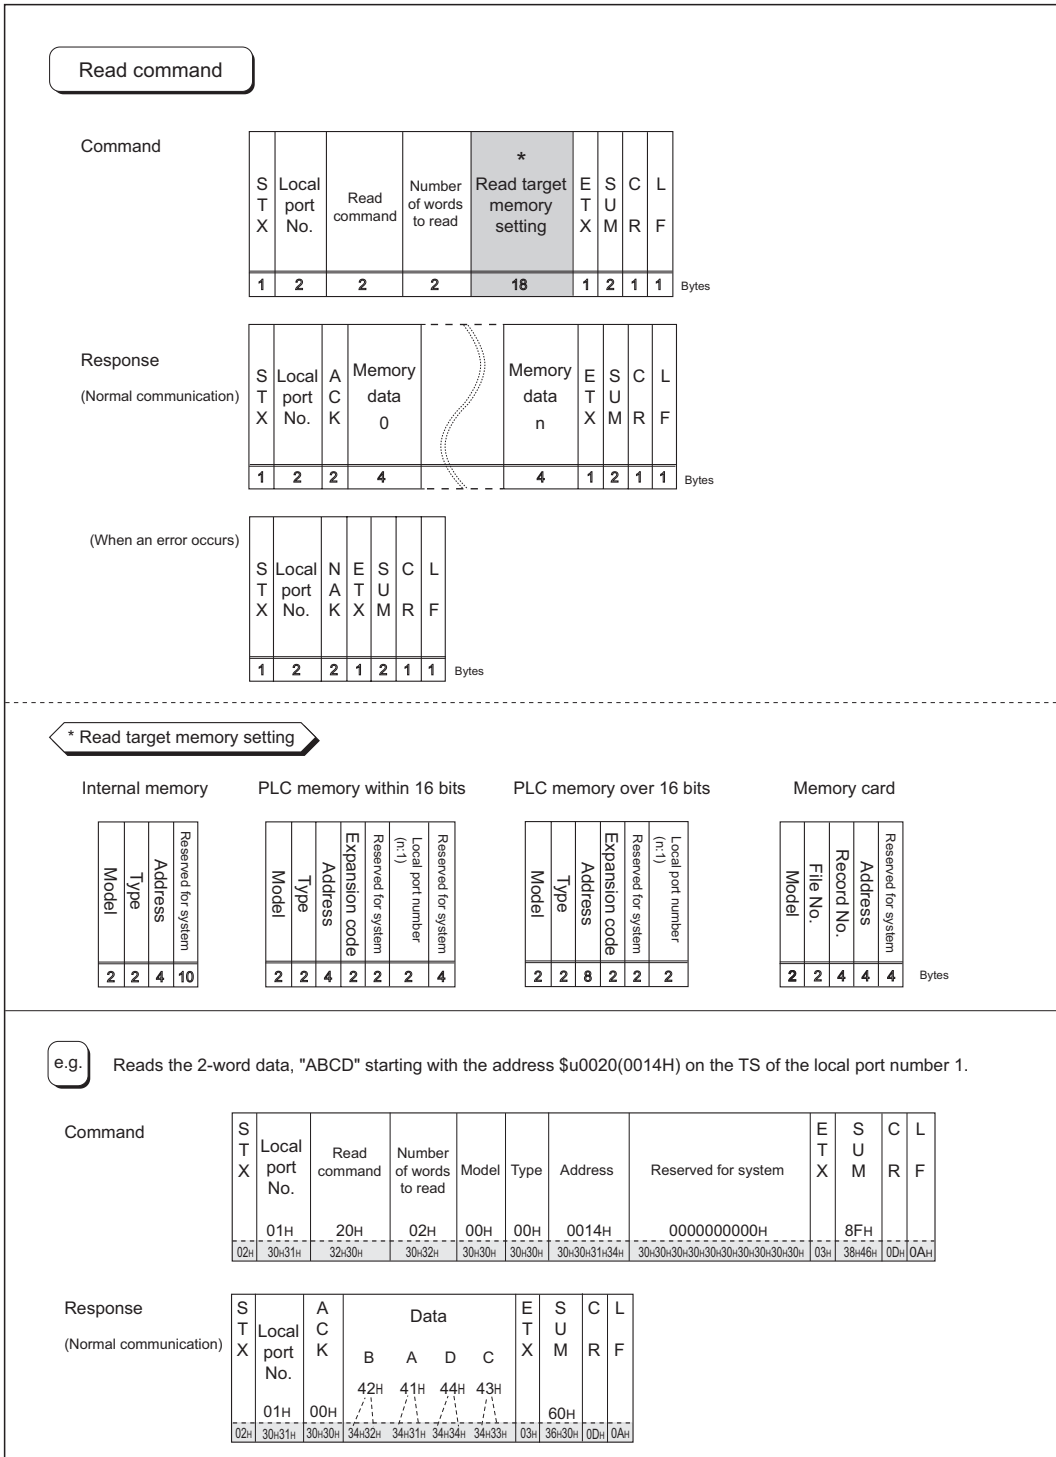 Read command
Command
STX Local port No. Read command Number of words to read * Read target memory setting ETX SUM CR LF
1 2 2 2 18 1 2 1 1 Bytes
Response
(Normal communication)
STX Local port No. ACK Memory data 0 Memory data n ETX SUM CR LF
1 2 2 4 4 1 2 1 1 Bytes
(When an error occurs)
STX Local port No. NAK ETX SUM CR LF
1 2 2 1 2 1 1 Bytes
* Read target memory setting
Internal memory
Model Type Address Reserved for system
2 2 4 10
PLC memory within 16 bits
Model Type Address Expansion code Reserved for system Local port number (n:1) Reserved for system
2 2 4 2 2 2 4
PLC memory over 16 bits
Model Type Address Expansion code Reserved for system Local port number (n:1)
2 2 8 2 2 2
Memory card
Model File No. Record No. Address Reserved for system
2 2 4 4 4 Bytes
e.g. Reads the 2-word data, "ABCD" starting with the address $u0020(0014H) on the TS of the local port number 1.
Command
STX Local port No. Read command Number of words to read Model Type Address Reserved for system ETX SUM CR LF
01H 20H 02H 00H 00H 0014H 0000000000H 8FH
02H 30H31H 32H30H 30H32H 30H30H 30H30H 30H30H31H34H 30H30H30H30H30H30H30H30H30H30H 03H 38H46H 0DH 0AH
Response
(Normal communication)
STX Local port No. ACK Data ETX SUM CR LF
B A D C
42H 41H 44H 43H
01H 00H 60H
02H 30H31H 30H30H 34H32H 34H31H 34H34H 34H33H 03H 36H30H 0DH 0AH